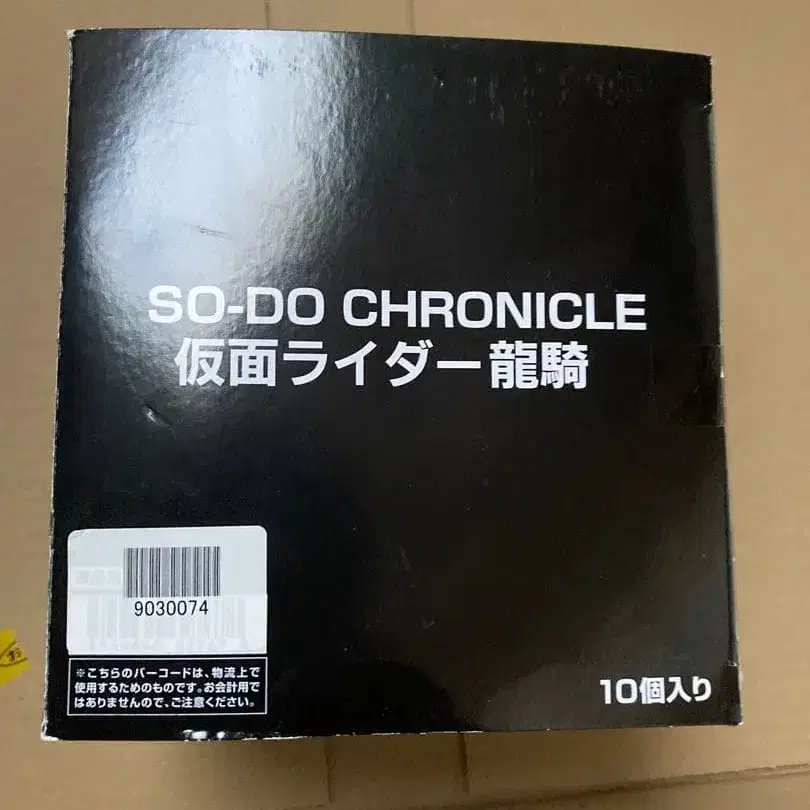 SO-DO CHRONICLE
仮面ライダー龍騎
9030074
※こちらのバーコードは、物流上で
使用するためのものです。お会計用で
はありませんので、ご注意ください。
10個入り